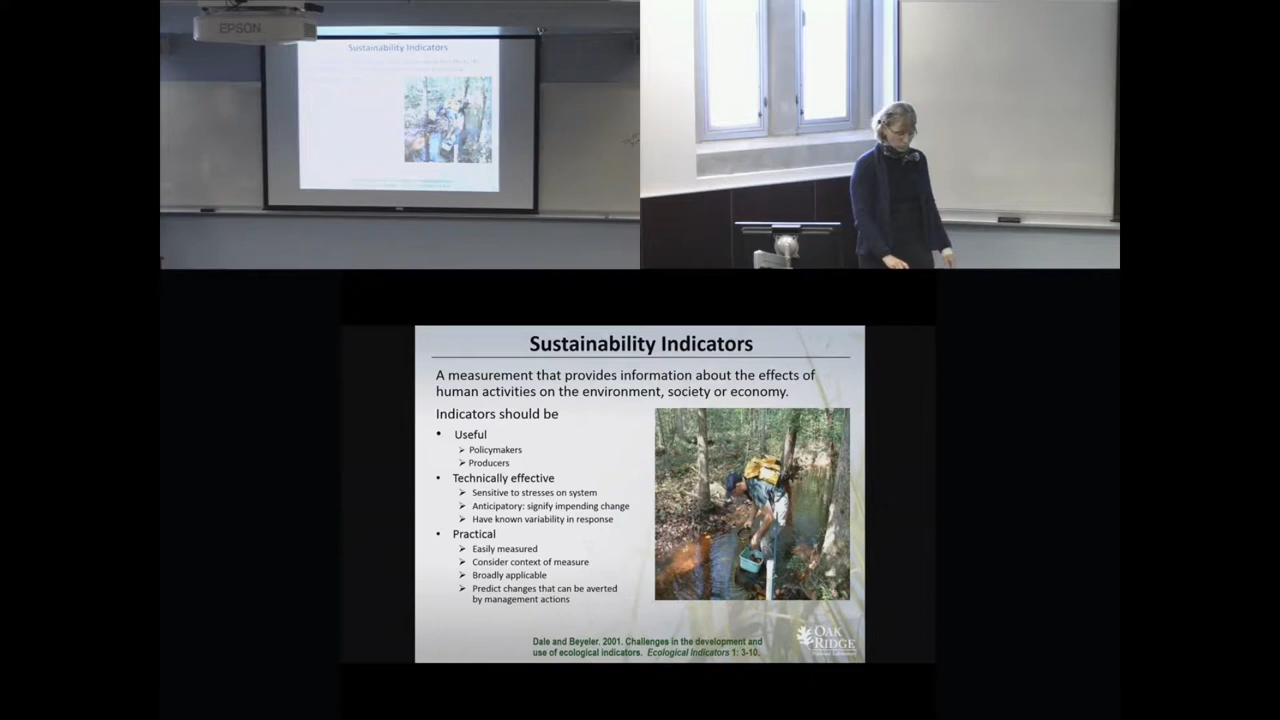 EPSON
Sustainability Indicators
Sustainability Indicators
A measurement that provides information about the effects of
human activities on the environment, society or economy.
Indicators should be
• Useful
➢ Policymakers
➢ Producers
• Technically effective
➢ Sensitive to stresses on system
➢ Anticipatory: signify impending change
➢ Have known variability in response
• Practical
➢ Easily measured
➢ Consider context of measure
➢ Broadly applicable
➢ Predict changes that can be averted
by management actions
Dale and Beyeler. 2001. Challenges in the development and
use of ecological indicators. Ecological Indicators 1: 3-10.
OAK
RIDGE